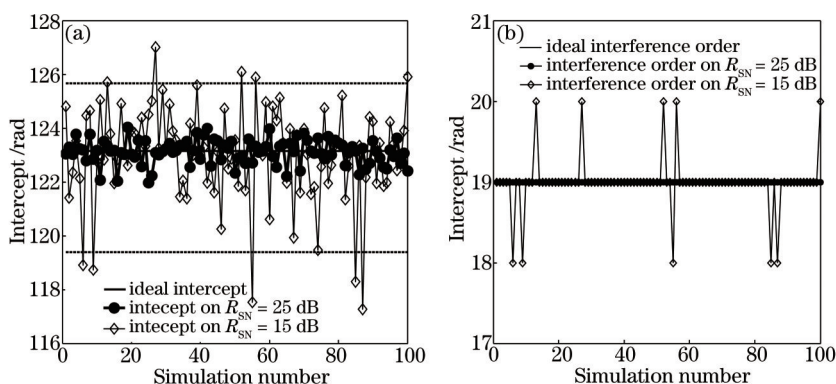 (a)
128
126
124
122
120
118
116
Intercept /rad
ideal intercept
intecept on RSN = 25 dB
intecept on RSN = 15 dB
0
20
40
60
80
100
Simulation number
(b)
21
20
19
18
17
Intercept /rad
ideal interference order
interference order on RSN = 25 dB
interference order on RSN = 15 dB
0
20
40
60
80
100
Simulation number